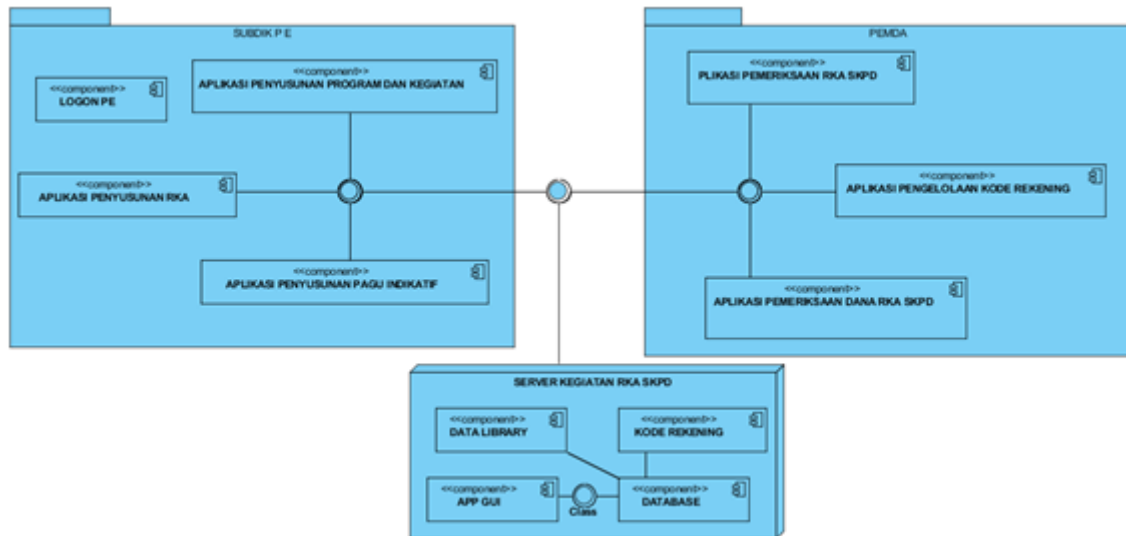 SUBDIK P E
<<component>>
LOGON PE
<<component>>
APLIKASI PENYUSUNAN PROGRAM DAN KEGIATAN
<<component>>
APLIKASI PENYUSUNAN RKA
<<component>>
APLIKASI PENYUSUNAN PAGU INDIKATIF
PEMDA
<<component>>
PLIKASI PEMERIKSAAN RKA SKPD
<<component>>
APLIKASI PENGELOLAAN KODE REKENING
<<component>>
APLIKASI PEMERIKSAAN DANA RKA SKPD
SERVER KEGIATAN RKA SKPD
<<component>>
DATA LIBRARY
<<component>>
KODE REKENING
<<component>>
APP GUI
Class
<<component>>
DATABASE